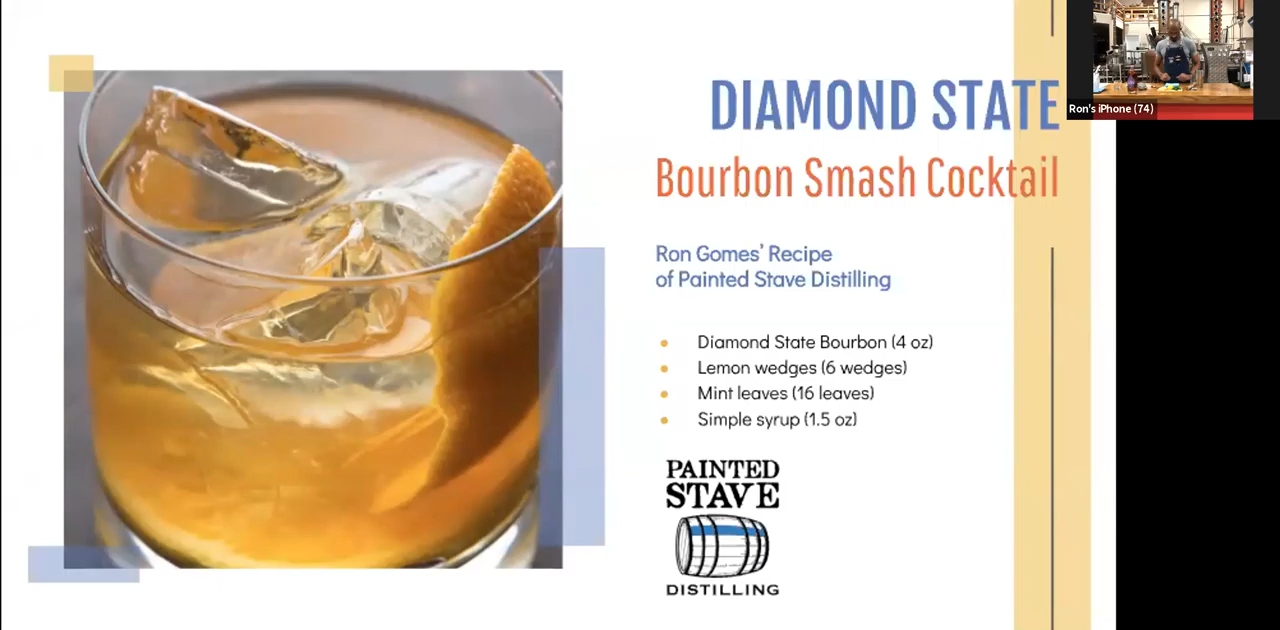 DIAMOND STATE
Bourbon Smash Cocktail
Ron Gomes’ Recipe
of Painted Stave Distilling
• Diamond State Bourbon (4 oz)
• Lemon wedges (6 wedges)
• Mint leaves (16 leaves)
• Simple syrup (1.5 oz)
PAINTED
STAVE
DISTILLING
Ron's iPhone (74)